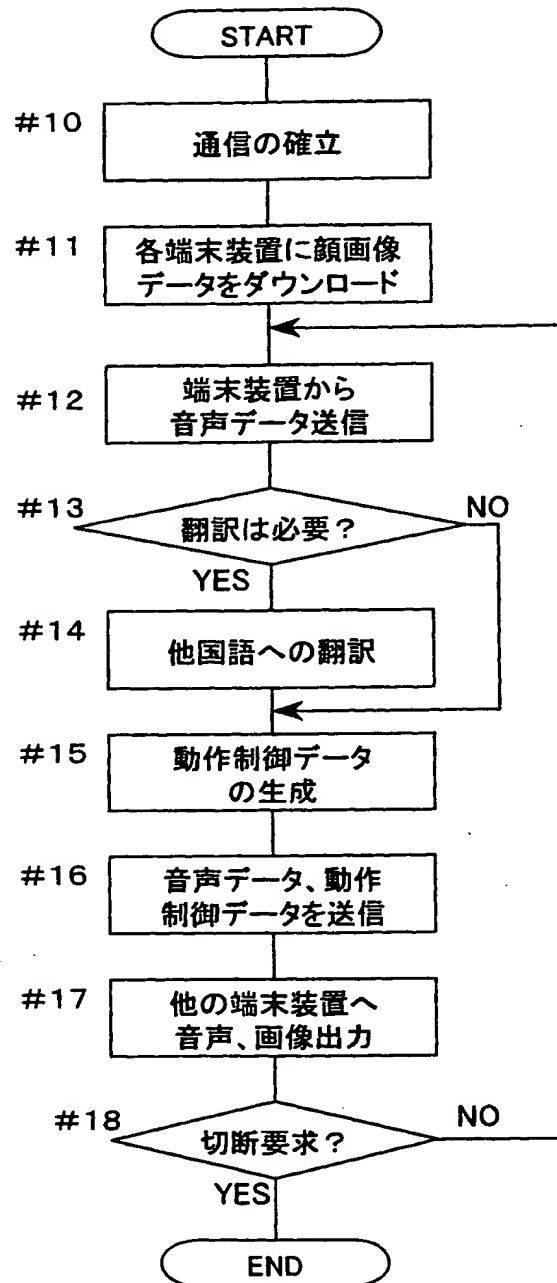 START
#10
通信の確立
#11
各端末装置に顔画像
データをダウンロード
#12
端末装置から
音声データ送信
#13
翻訳は必要?
NO
YES
#14
他国語への翻訳
#15
動作制御データ
の生成
#16
音声データ、動作
制御データを送信
#17
他の端末装置へ
音声、画像出力
#18
切断要求?
NO
YES
END